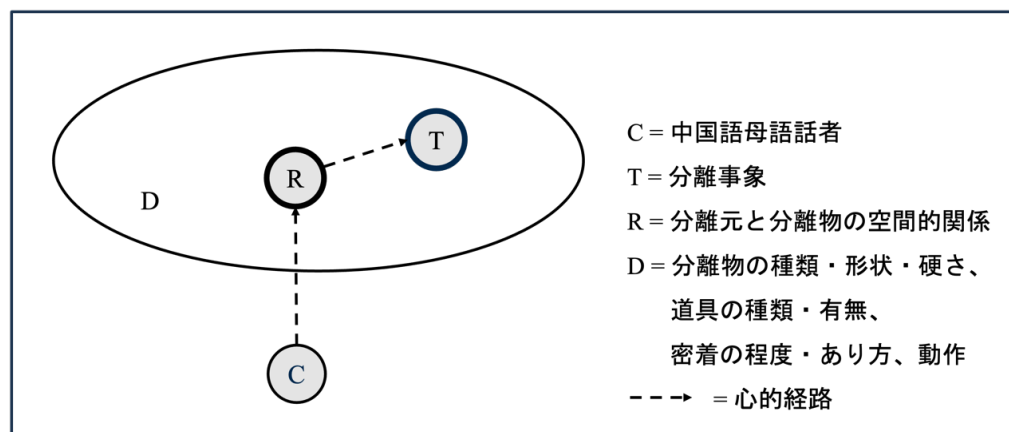 T
R
D
C
C = 中国語母語話者
T = 分離事象
R = 分離元と分離物の空間的関係
D = 分離物の種類・形状・硬さ、
道具の種類・有無、
密着の程度・あり方、動作
= 心的経路